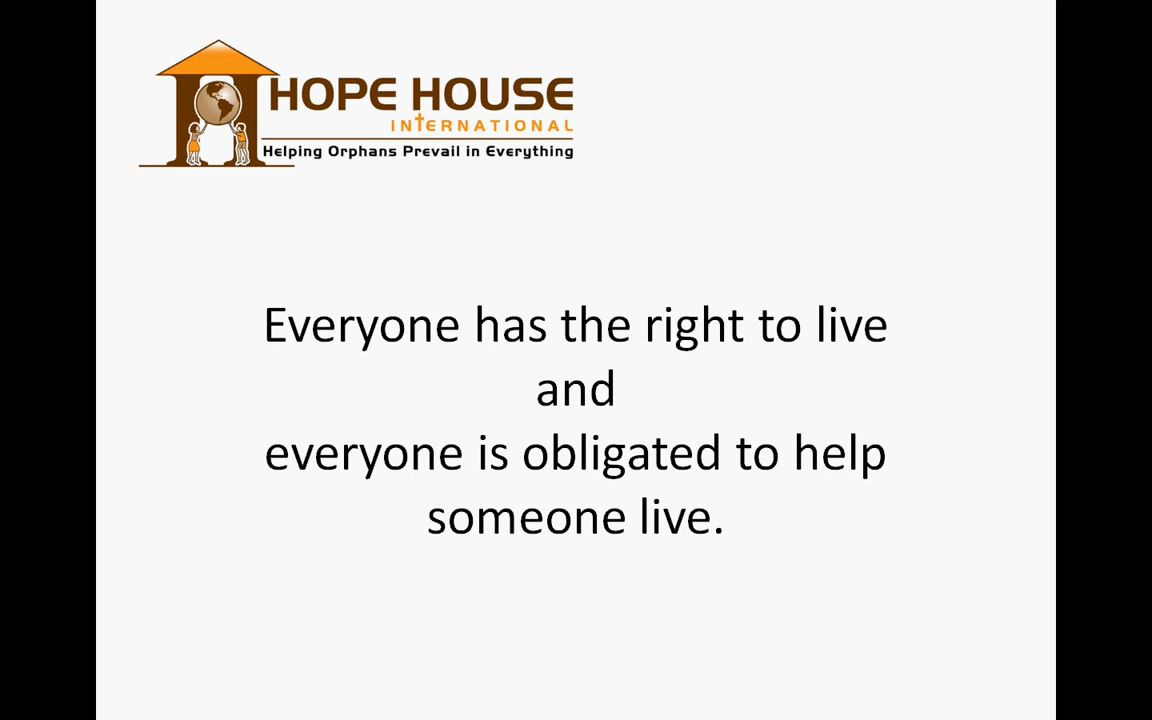 HOPE HOUSE
INTERNATIONAL
Helping Orphans Prevail in Everything
Everyone has the right to live
and
everyone is obligated to help
someone live.